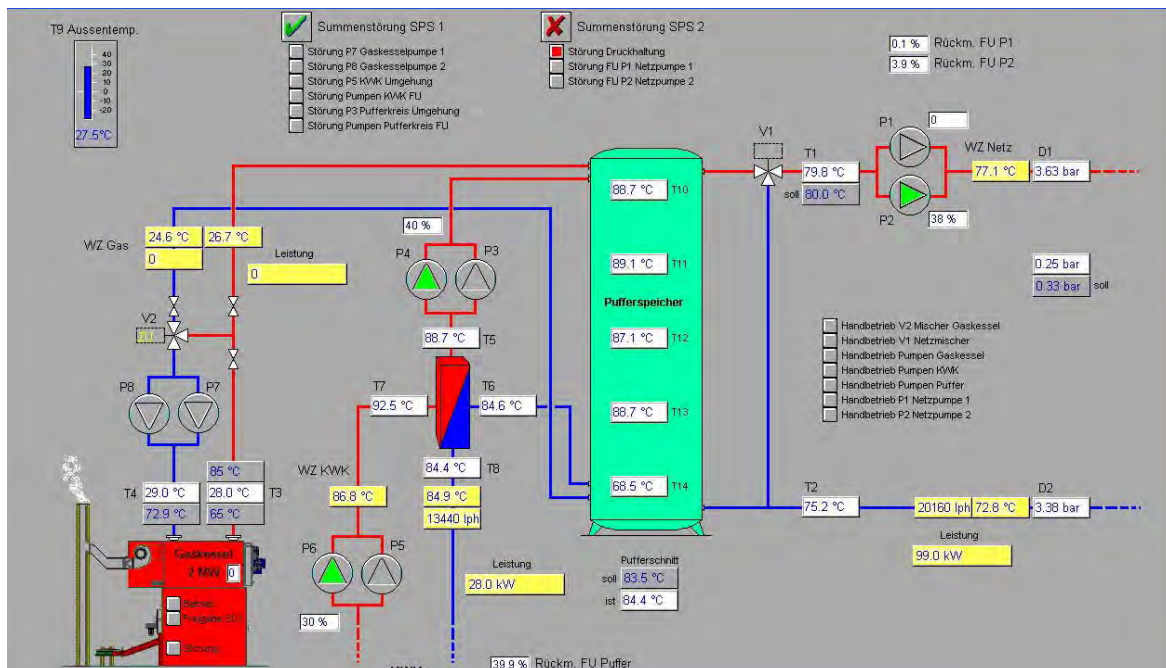 T9 Aussentemp.
40
30
20
10
0
-10
-20
27.5°C
Summenstörung SPS 1
Störung P7 Gaskesselpumpe 1
Störung P8 Gaskesselpumpe 2
Störung P5 KWK Umgehung
Störung Pumpen KWK FU
Störung P3 Pufferkreis Umgehung
Störung Pumpen Pufferkreis FU
Summenstörung SPS 2
Störung Druckhaltung
Störung FU P1 Netzpumpe 1
Störung FU P2 Netzpumpe 2
0.1 % Rückm. FU P1
3.9 % Rückm. FU P2
V1
T1
79.8 °C
soll 80.0 °C
P1
0
P2
38 %
WZ Netz
77.1 °C
D1
3.63 bar
0.25 bar
0.33 bar soll
WZ Gas
24.6 °C
26.7 °C
0
Leistung
0
V2
ZU
P8
P7
40 %
P4
P3
88.7 °C T5
T7
92.5 °C
T6
84.6 °C
84.4 °C T8
84.9 °C
13440 lph
WZ KWK
86.8 °C
P6
P5
30 %
Leistung
28.0 kW
88.7 °C T10
89.1 °C T11
Pufferspeicher
87.1 °C T12
88.7 °C T13
68.5 °C T14
Pufferschnitt
soll 83.5 °C
ist 84.4 °C
Handbetrieb V2 Mischer Gaskessel
Handbetrieb V1 Netzmischer
Handbetrieb Pumpen Gaskessel
Handbetrieb Pumpen KWK
Handbetrieb Pumpen Puffer
Handbetrieb P1 Netzpumpe 1
Handbetrieb P2 Netzpumpe 2
T2
75.2 °C
20160 lph
72.8 °C
D2
3.38 bar
Leistung
99.0 kW
T4 29.0 °C
72.9 °C
85 °C
28.0 °C T3
65 °C
Gaskessel
2 MW 0
Betrieb
Störung
39.9 % Rückm. FU Puffer